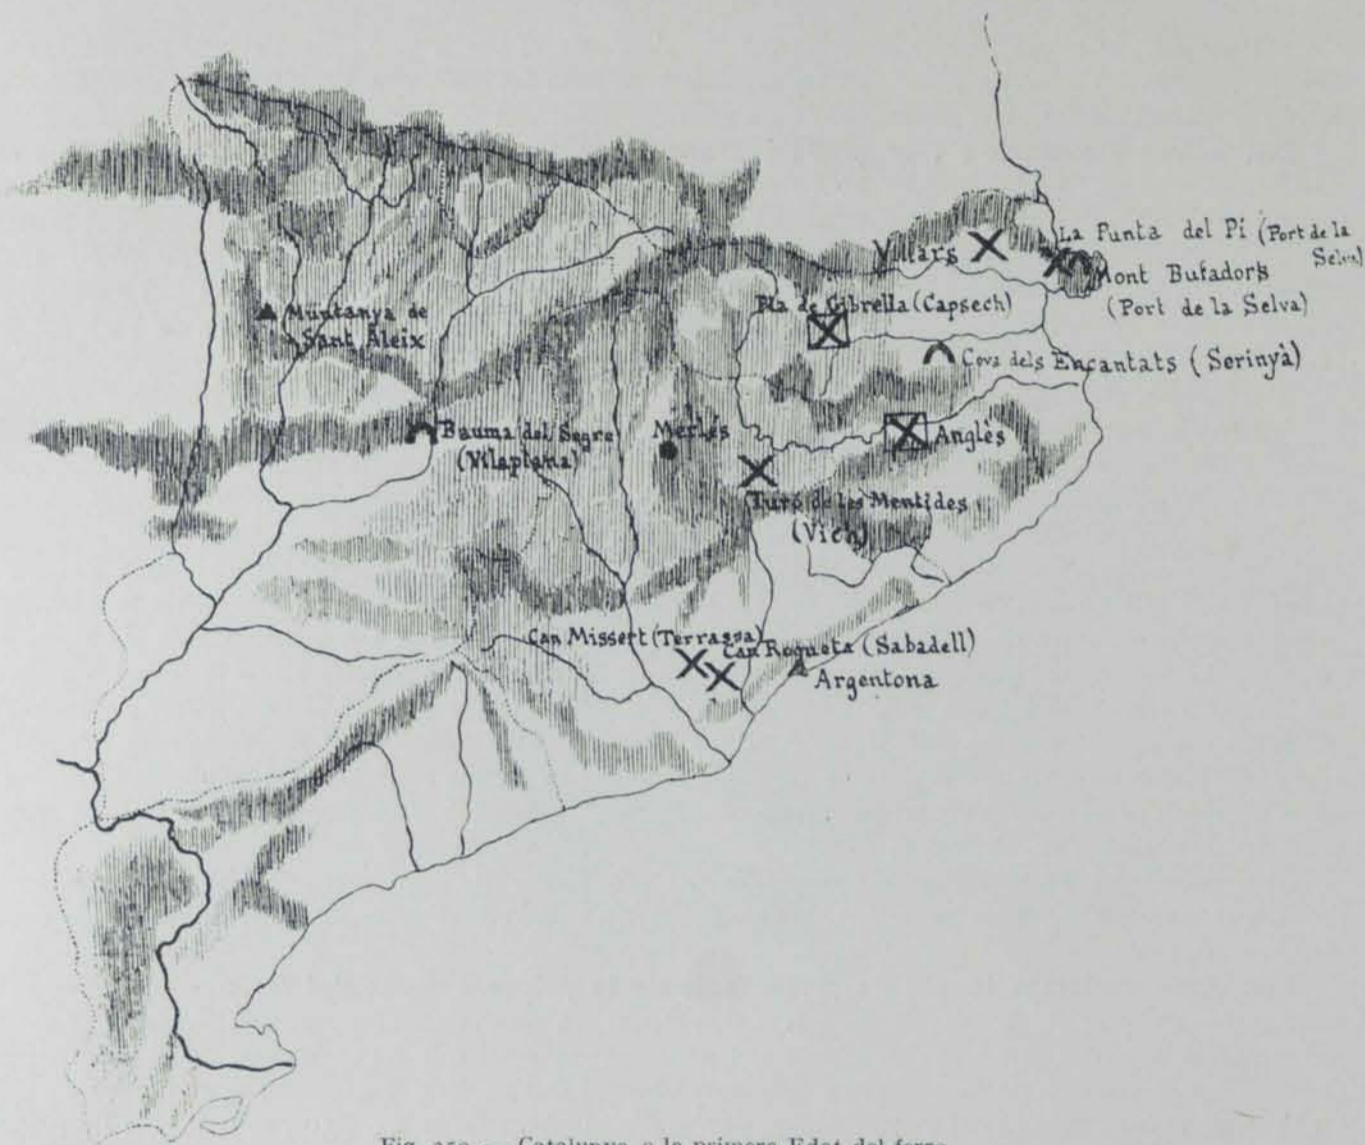 Villars
La Punta del Pí (Port de la
Selva)
Mont Bufadors
(Port de la Selva)
Pla de Gibrella (Capsech)
Cova dels Encantats (Serinyà)
Muntanya de
Sant Aleix
Bauma del Segre
(Vilaplana)
Merlés
Anglès
Turó de les Mentides
(Vich)
Can Missert (Terrassa)
Can Roqueta (Sabadell)
Argentona
Catalunya a la primera Edat del ferro